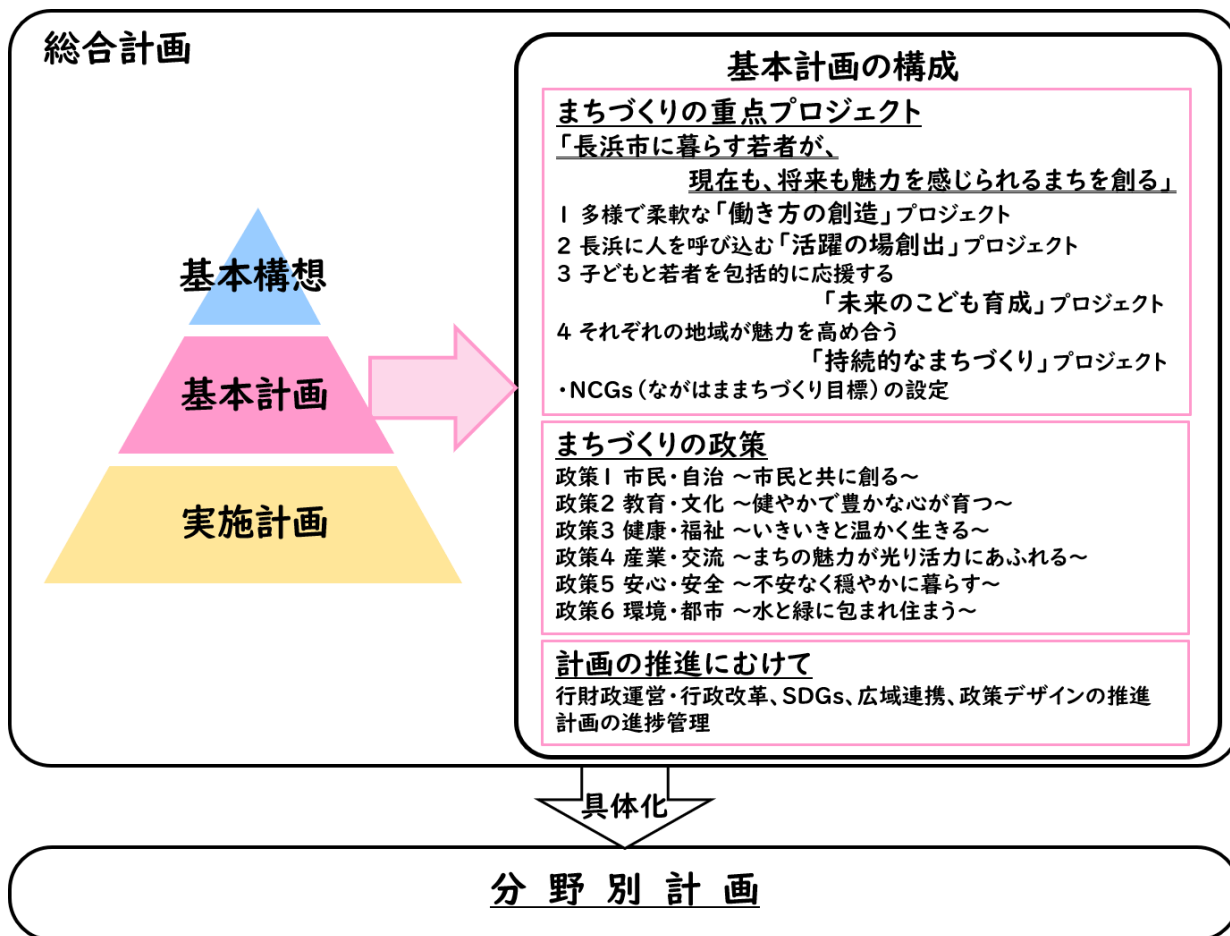 総合計画
基本構想
基本計画
実施計画
基本計画の構成
まちづくりの重点プロジェクト
「長浜市に暮らす若者が、
現在も、将来も魅力を感じられるまちを創る」
1 多様で柔軟な「働き方の創造」プロジェクト
2 長浜に人を呼び込む「活躍の場創出」プロジェクト
3 子どもと若者を包括的に応援する
「未来のこども育成」プロジェクト
4 それぞれの地域が魅力を高め合う
「持続的なまちづくり」プロジェクト
・NCGs（ながはままちづくり目標）の設定
まちづくりの政策
政策1 市民・自治 ～市民と共に創る～
政策2 教育・文化 ～健やかで豊かな心が育つ～
政策3 健康・福祉 ～いきいきと温かく生きる～
政策4 産業・交流 ～まちの魅力が光り活力にあふれる～
政策5 安心・安全 ～不安なく穏やかに暮らす～
政策6 環境・都市 ～水と緑に包まれ住まう～
計画の推進にむけて
行財政運営・行政改革、SDGs、広域連携、政策デザインの推進
計画の進捗管理
具体化
分野別計画